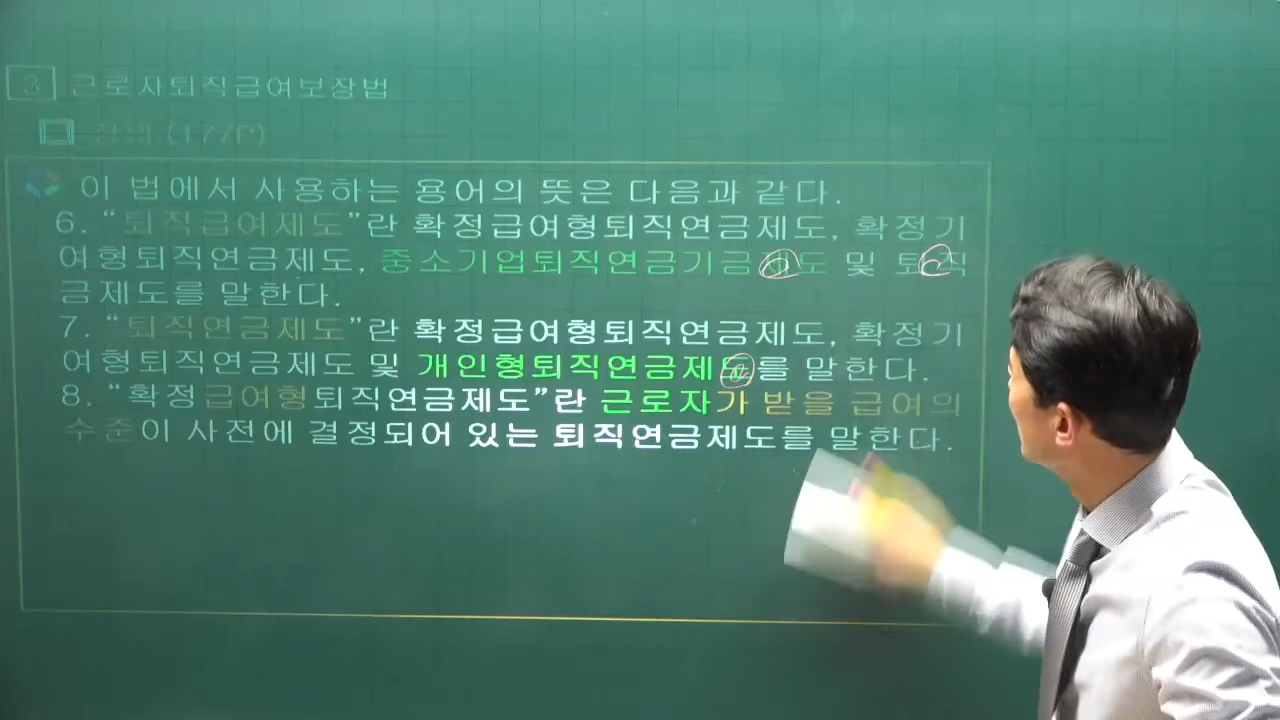 3 근로자퇴직급여보장법
(177P)
이 법에서 사용하는 용어의 뜻은 다음과 같다.
6. “퇴직급여제도”란 확정급여형퇴직연금제도, 확정기
여형퇴직연금제도, 중소기업퇴직연금기금제도 및 퇴직
금제도를 말한다.
7. “퇴직연금제도”란 확정급여형퇴직연금제도, 확정기
여형퇴직연금제도 및 개인형퇴직연금제도를 말한다.
8. “확정급여형퇴직연금제도”란 근로자가 받을 급여의
수준이 사전에 결정되어 있는 퇴직연금제도를 말한다.